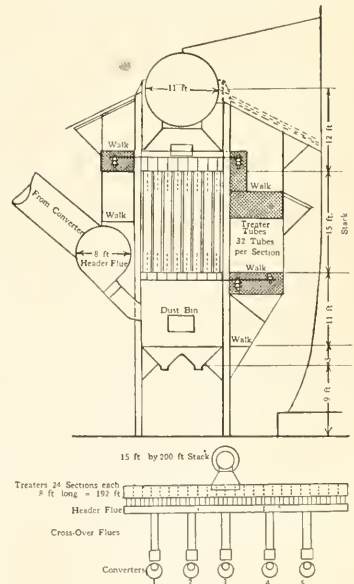 11 ft
12 ft
Walk
Walk
Walk
From Converter
Treater
Tubes
32 Tubes
per Section
15 ft
Stack
8 ft
Header Flue
Walk
11 ft
Dust Bin
Walk
3
9 ft
15 ft by 200 ft Stack
Treaters 24 Sections each
8 ft long = 192 ft
Header Flue
Cross-Over Flues
Converters
1 2 3 4 5